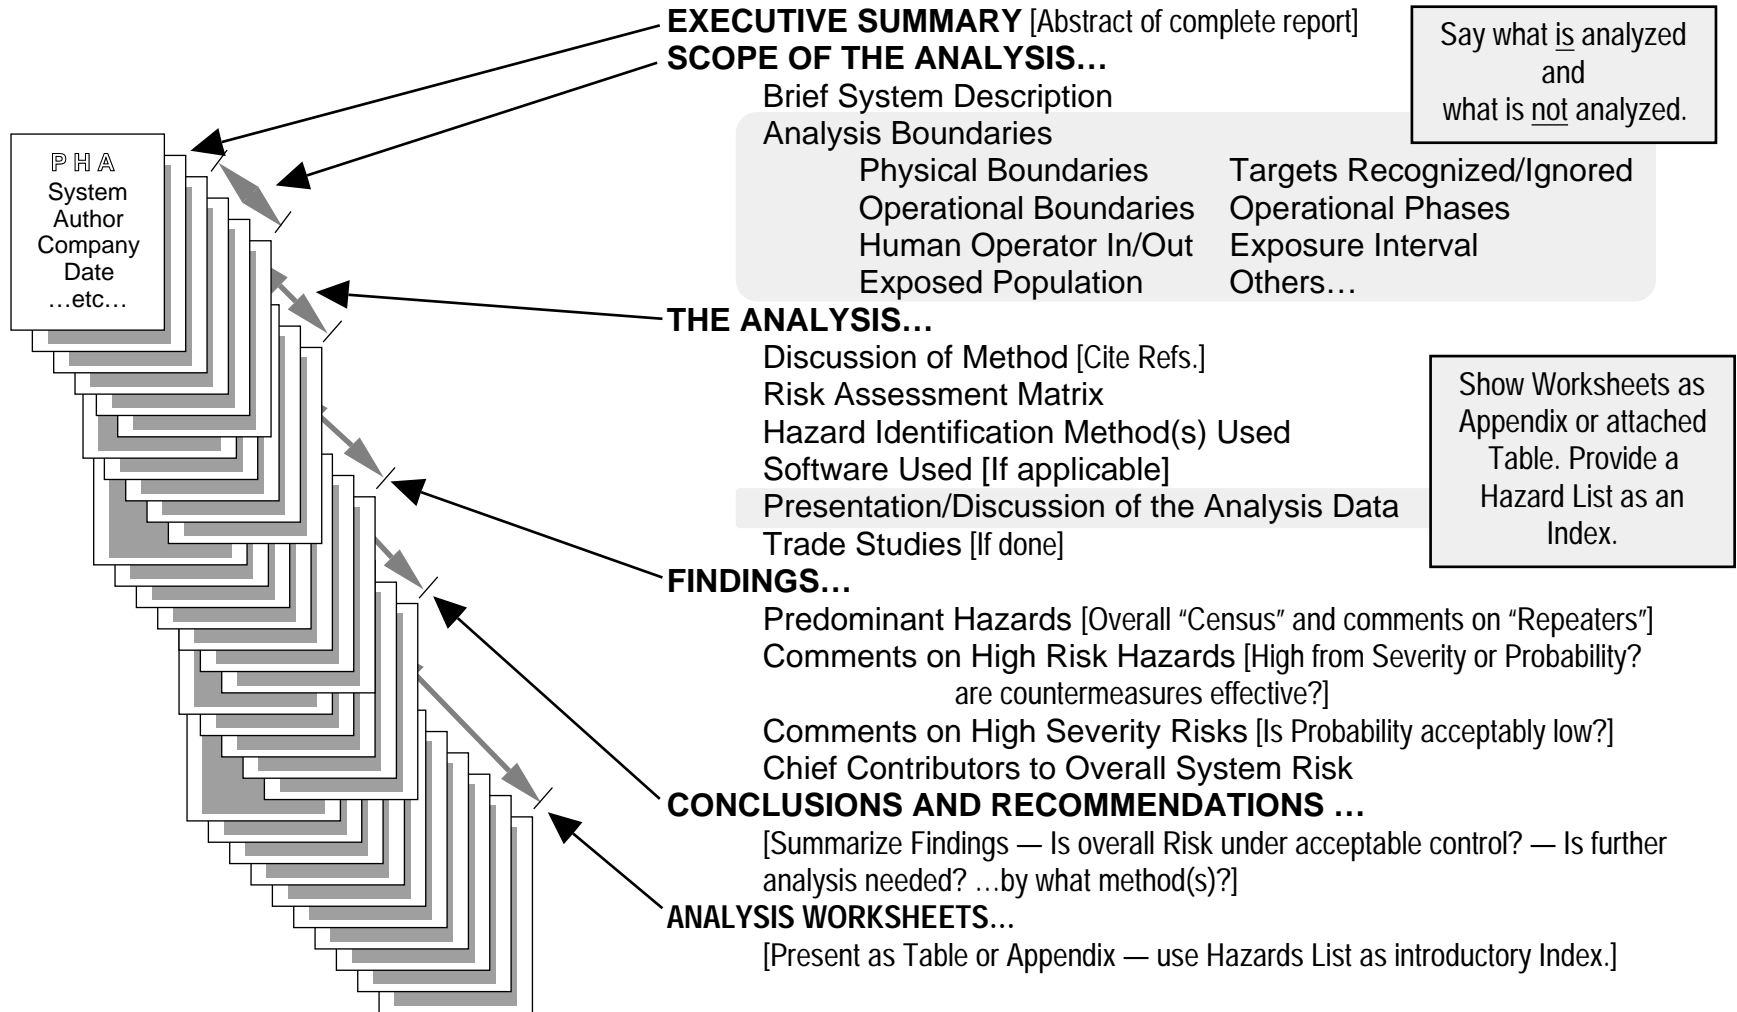 EXECUTIVE SUMMARY [Abstract of complete report]
SCOPE OF THE ANALYSIS…
Brief System Description
Analysis Boundaries
Physical Boundaries
Targets Recognized/Ignored
Operational Boundaries
Operational Phases
Human Operator In/Out
Exposure Interval
Exposed Population
Others…
Say what is analyzed
and
what is not analyzed.
PHA
System
Author
Company
Date
…etc…
THE ANALYSIS…
Discussion of Method [Cite Refs.]
Risk Assessment Matrix
Hazard Identification Method(s) Used
Software Used [If applicable]
Presentation/Discussion of the Analysis Data
Trade Studies [If done]
Show Worksheets as
Appendix or attached
Table. Provide a
Hazard List as an
Index.
FINDINGS…
Predominant Hazards [Overall “Census” and comments on “Repeaters”]
Comments on High Risk Hazards [High from Severity or Probability?
are countermeasures effective?]
Comments on High Severity Risks [Is Probability acceptably low?]
Chief Contributors to Overall System Risk
CONCLUSIONS AND RECOMMENDATIONS …
[Summarize Findings — Is overall Risk under acceptable control? — Is further
analysis needed? …by what method(s)?]
ANALYSIS WORKSHEETS…
[Present as Table or Appendix — use Hazards List as introductory Index.]